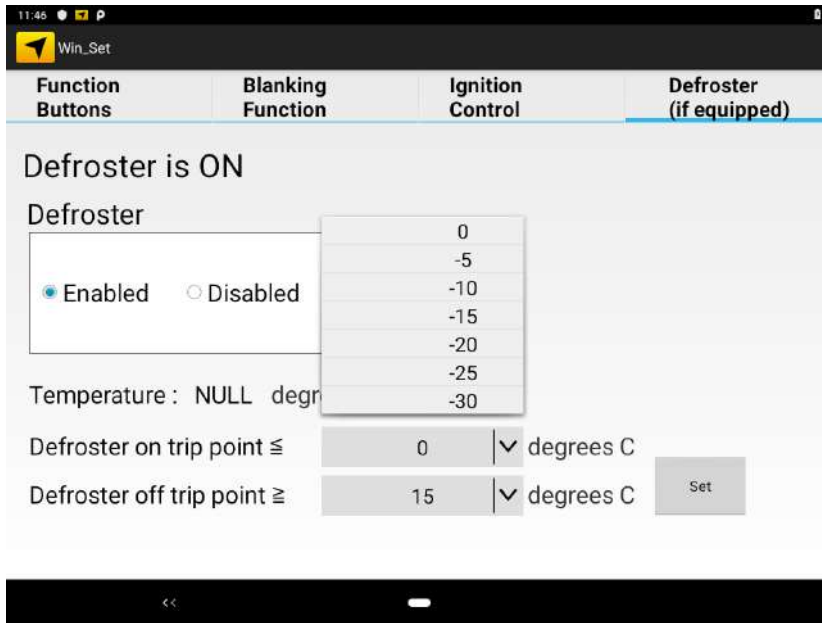 11:46
Win_Set
Function Buttons
Blanking Function
Ignition Control
Defroster (if equipped)
Defroster is ON
Defroster
Enabled
Disabled
0
-5
-10
-15
-20
-25
-30
Temperature : NULL degr
Defroster on trip point ≦ 0 degrees C
Defroster off trip point ≧ 15 degrees C
Set
<<